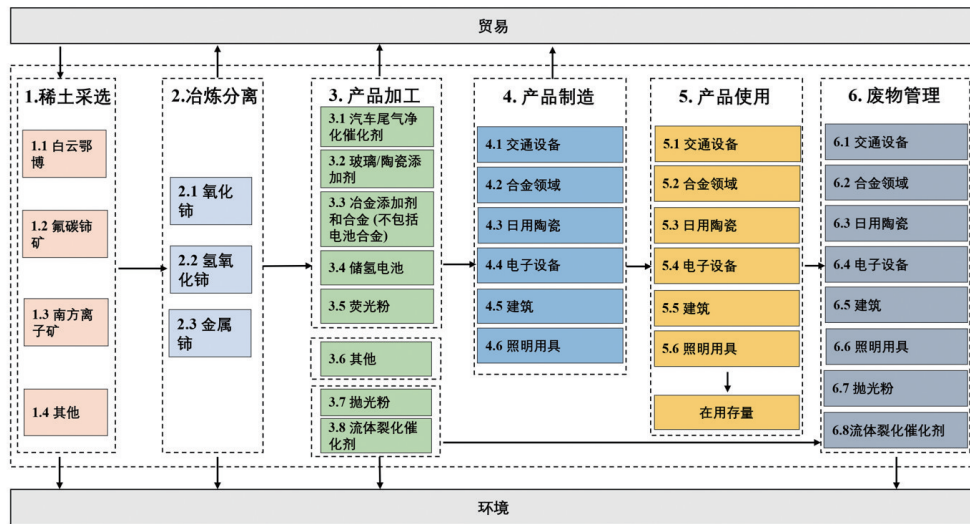 贸易
1.稀土采选
1.1 白云鄂
博
1.2 氟碳铈
矿
1.3 南方离
子矿
1.4 其他
2.冶炼分离
2.1 氧化
铈
2.2 氢氧
化铈
2.3 金属
铈
3. 产品加工
3.1 汽车尾气净
化催化剂
3.2 玻璃/陶瓷添
加剂
3.3 冶金添加剂
和合金 (不包括
电池合金)
3.4 储氢电池
3.5 荧光粉
3.6 其他
3.7 抛光粉
3.8 流体裂化催
化剂
4. 产品制造
4.1 交通设备
4.2 合金领域
4.3 日用陶瓷
4.4 电子设备
4.5 建筑
4.6 照明用具
5. 产品使用
5.1 交通设备
5.2 合金领域
5.3 日用陶瓷
5.4 电子设备
5.5 建筑
5.6 照明用具
在用存量
6. 废物管理
6.1 交通设备
6.2 合金领域
6.3 日用陶瓷
6.4 电子设备
6.5 建筑
6.6 照明用具
6.7 抛光粉
6.8流体裂化催化剂
环境